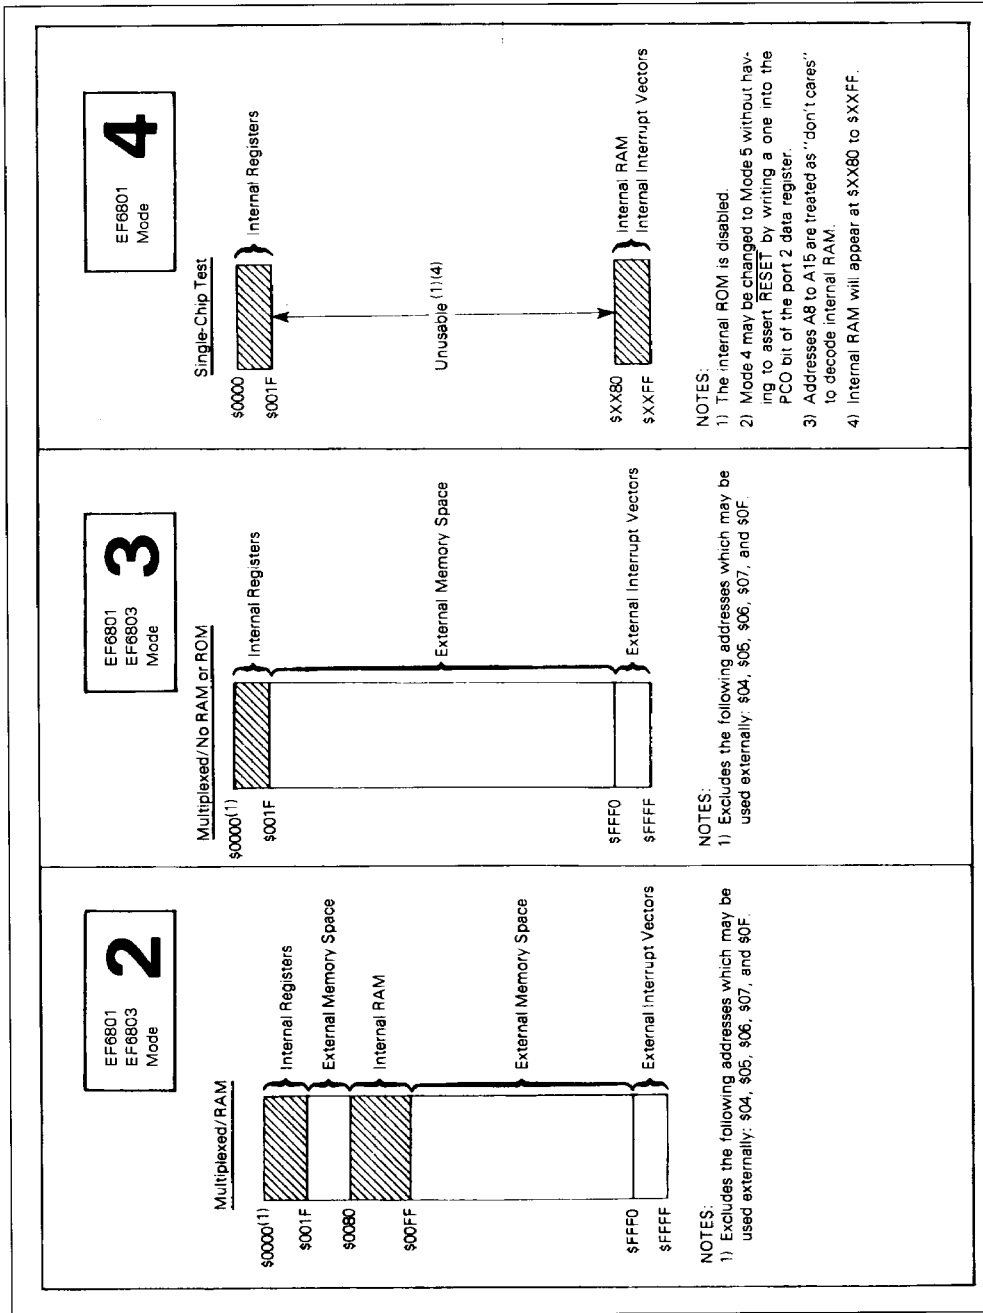 EF6801
EF6803
Mode
2
Multiplexed/RAM
$0000(1)
$001F
$0080
$00FF
$FFF0
$FFFF
Internal Registers
External Memory Space
Internal RAM
External Memory Space
External Interrupt Vectors
NOTES:
1) Excludes the following addresses which may be
used externally: $04, $05, $06, $07, and $0F.
EF6801
EF6803
Mode
3
Multiplexed/No RAM or ROM
$0000(1)
$001F
$FFF0
$FFFF
Internal Registers
External Memory Space
External Interrupt Vectors
NOTES:
1) Excludes the following addresses which may be
used externally: $04, $05, $06, $07, and $0F.
EF6801
Mode
4
Single-Chip Test
$0000
$001F
$XX80
$XXFF
Internal Registers
Unusable (1)(4)
Internal RAM
Internal Interrupt Vectors
NOTES:
1) The internal ROM is disabled.
2) Mode 4 may be changed to Mode 5 without hav-
ing to assert RESET by writing a one into the
PCO bit of the port 2 data register.
3) Addresses A8 to A15 are treated as "don't cares"
to decode internal RAM.
4) Internal RAM will appear at $XX80 to $XXFF.